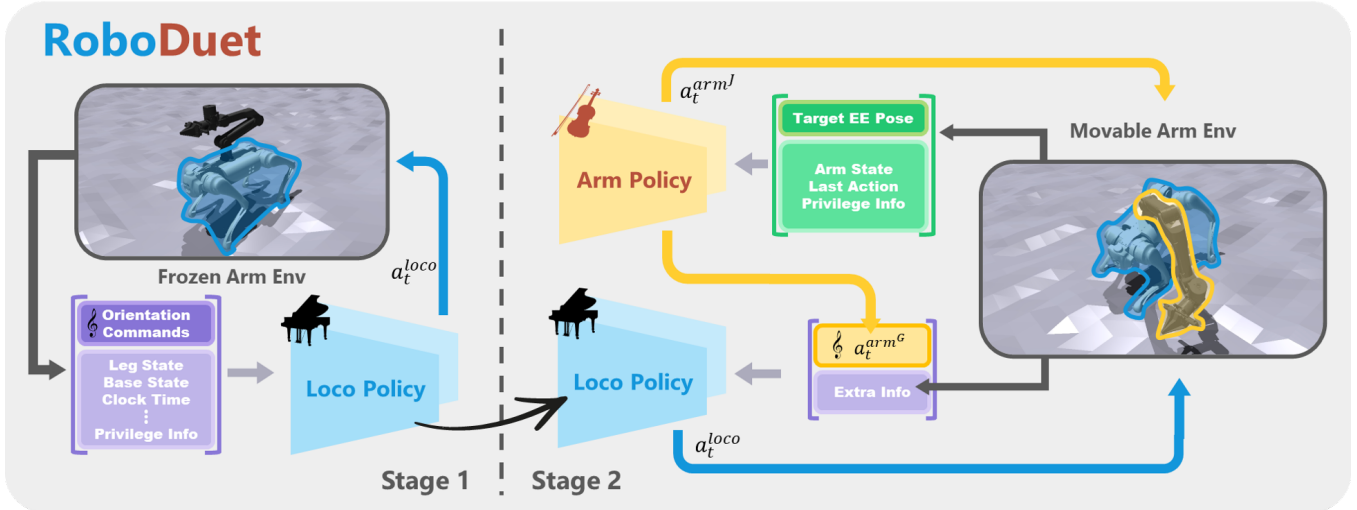 RoboDuet
Frozen Arm Env
a_t^{loco}
Orientation
Commands
Leg State
Base State
Clock Time
⋮
Privilege Info
Loco Policy
Stage 1
Stage 2
a_t^{arm^J}
Arm Policy
Target EE Pose
Arm State
Last Action
Privilege Info
Movable Arm Env
Loco Policy
a_t^{arm^G}
Extra Info
a_t^{loco}